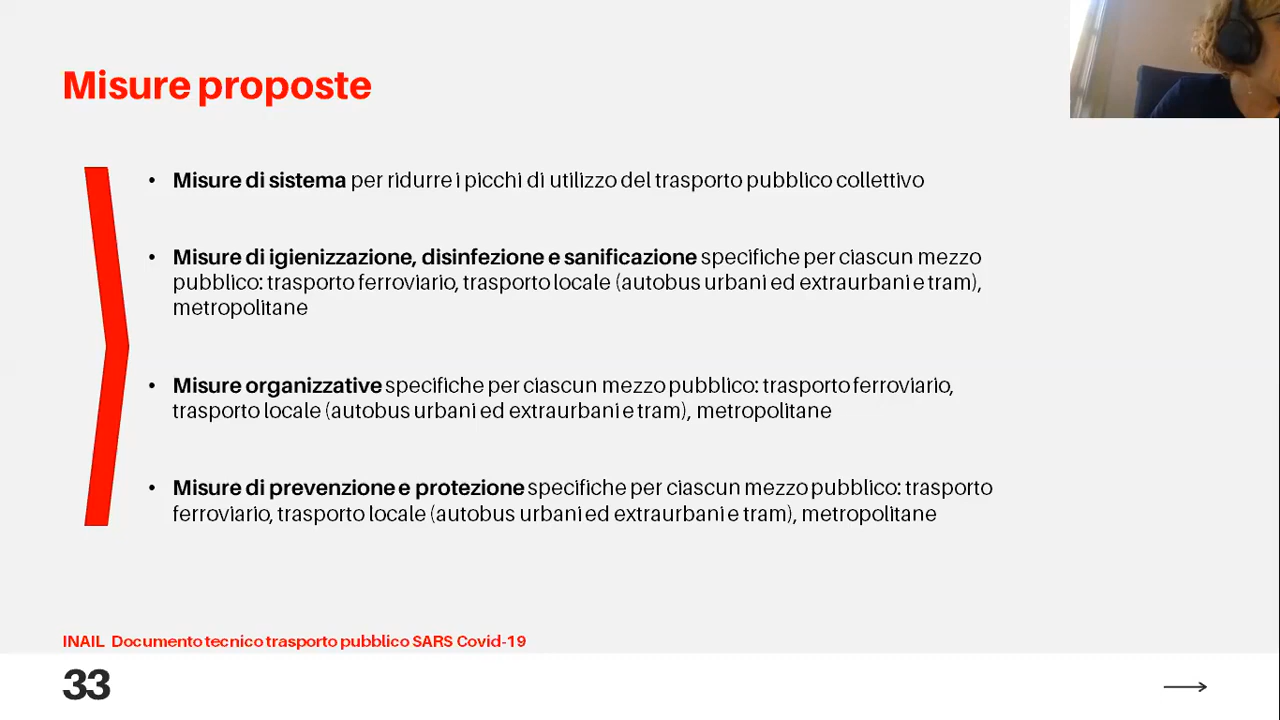 Misure proposte
• Misure di sistema per ridurre i picchi di utilizzo del trasporto pubblico collettivo
• Misure di igienizzazione, disinfezione e sanificazione specifiche per ciascun mezzo
pubblico: trasporto ferroviario, trasporto locale (autobus urbani ed extraurbani e tram),
metropolitane
• Misure organizzative specifiche per ciascun mezzo pubblico: trasporto ferroviario,
trasporto locale (autobus urbani ed extraurbani e tram), metropolitane
• Misure di prevenzione e protezione specifiche per ciascun mezzo pubblico: trasporto
ferroviario, trasporto locale (autobus urbani ed extraurbani e tram), metropolitane
INAIL Documento tecnico trasporto pubblico SARS Covid-19
33